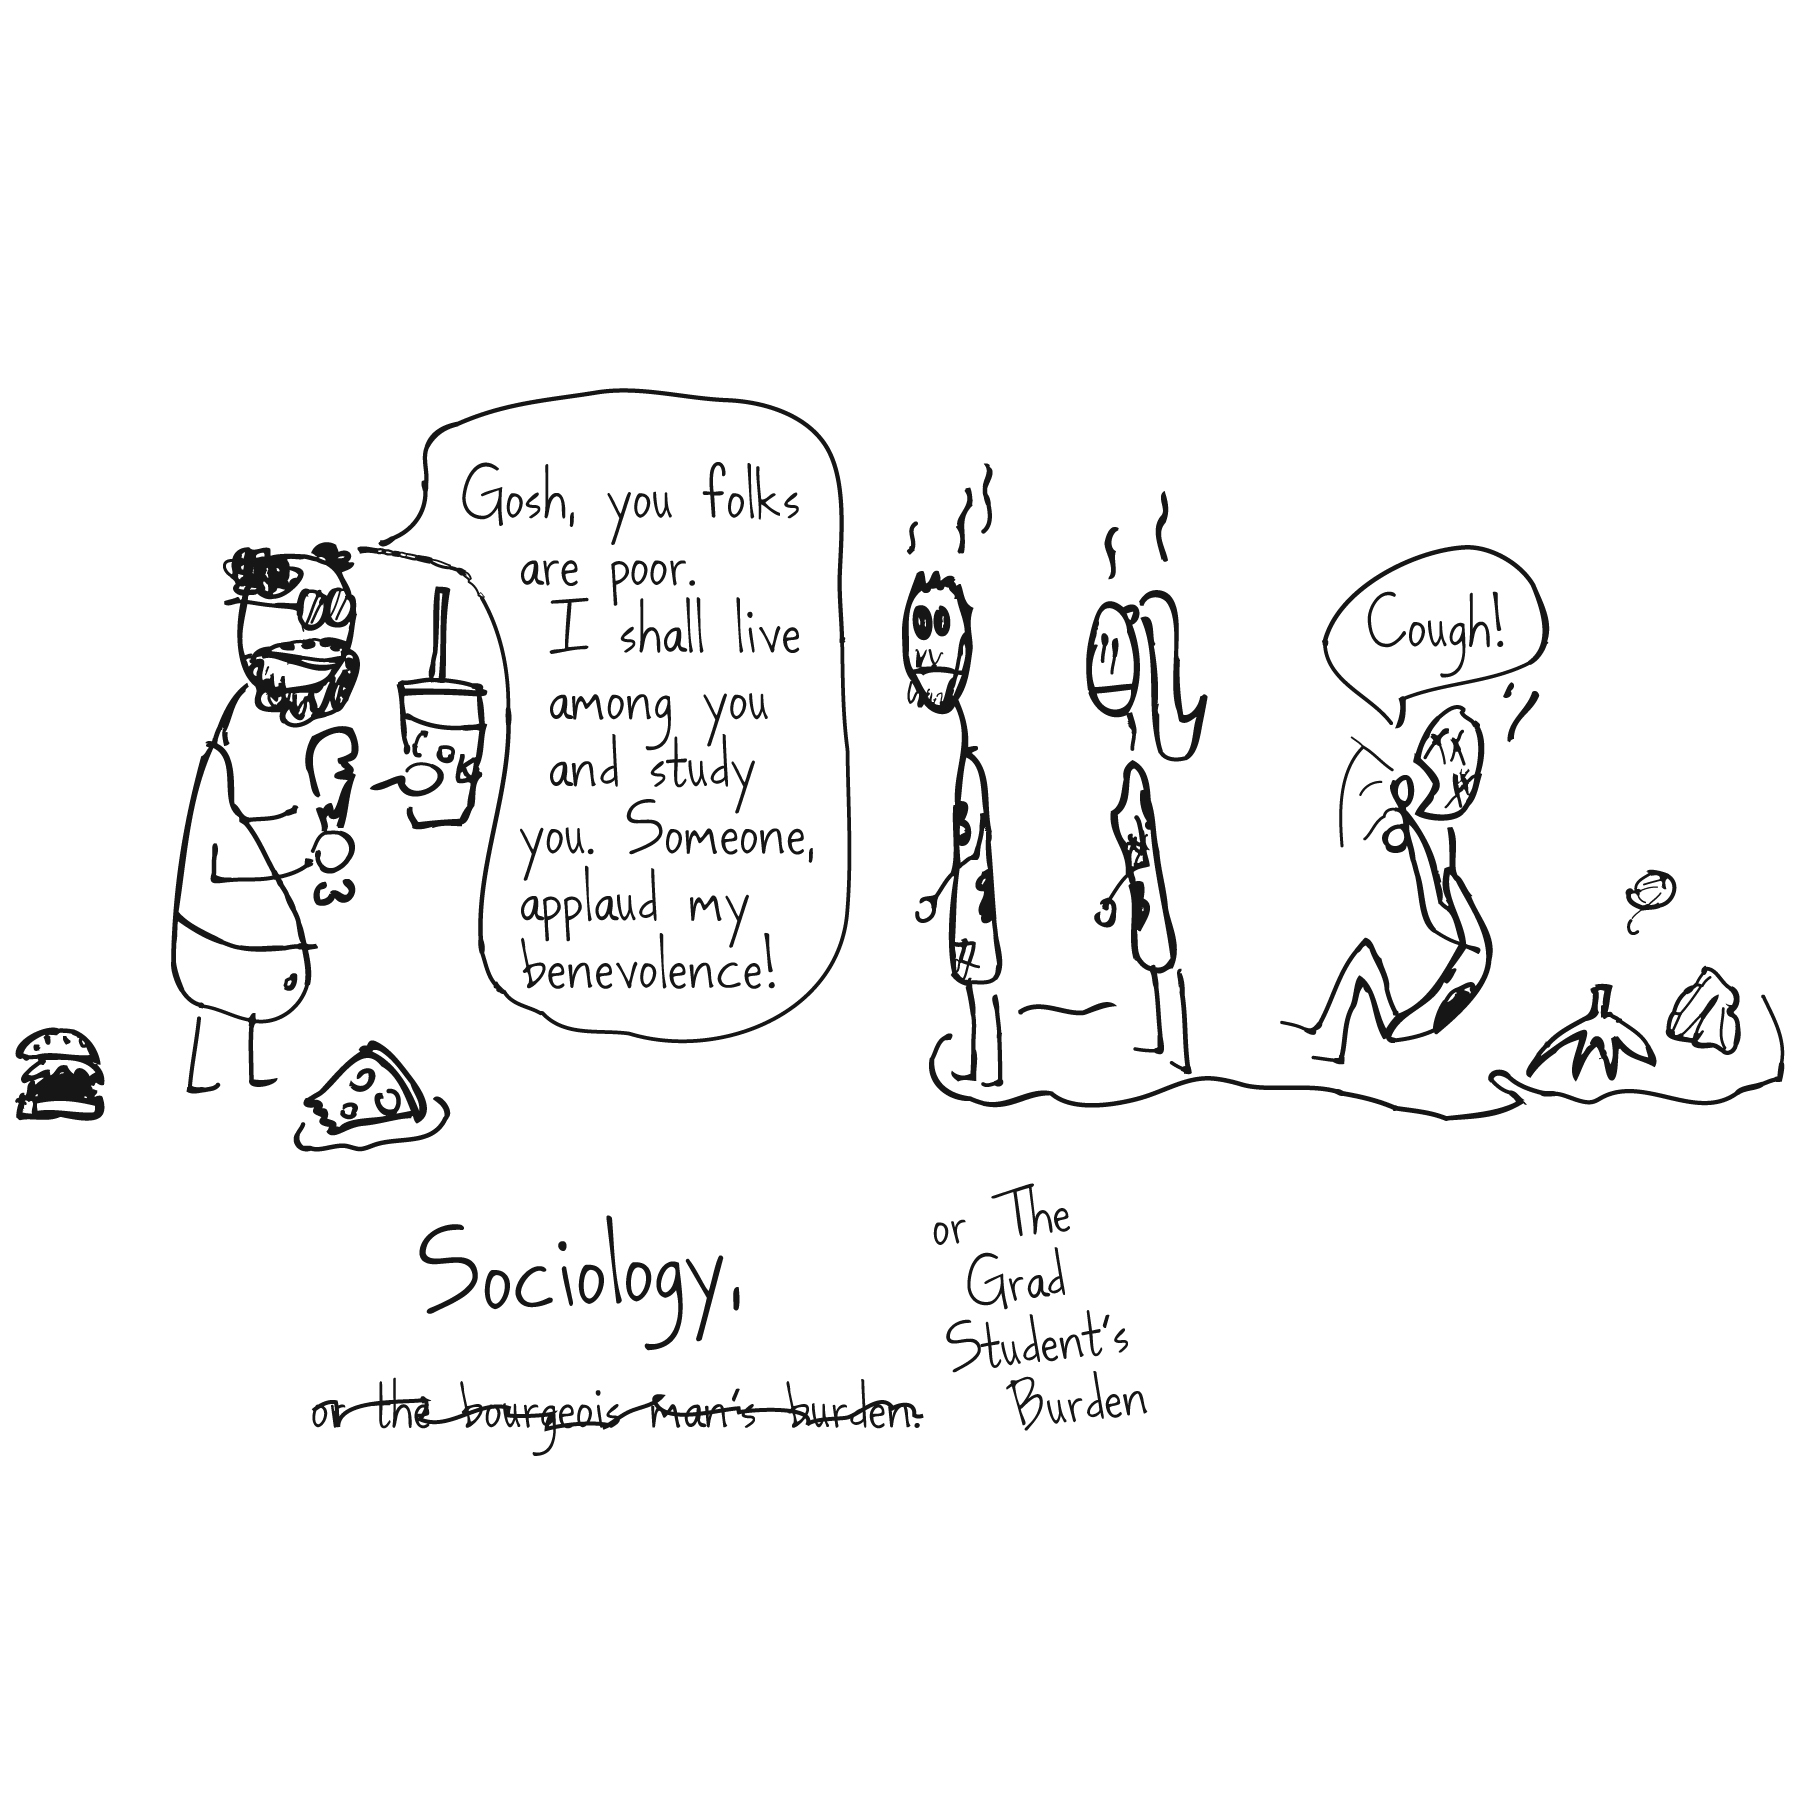 Gosh, you folks
are poor.
I shall live
among you
and study
you. Someone,
applaud my
benevolence!
Cough!
Sociology,
or the bourgeois man's burden.
or The
Grad
Student's
Burden